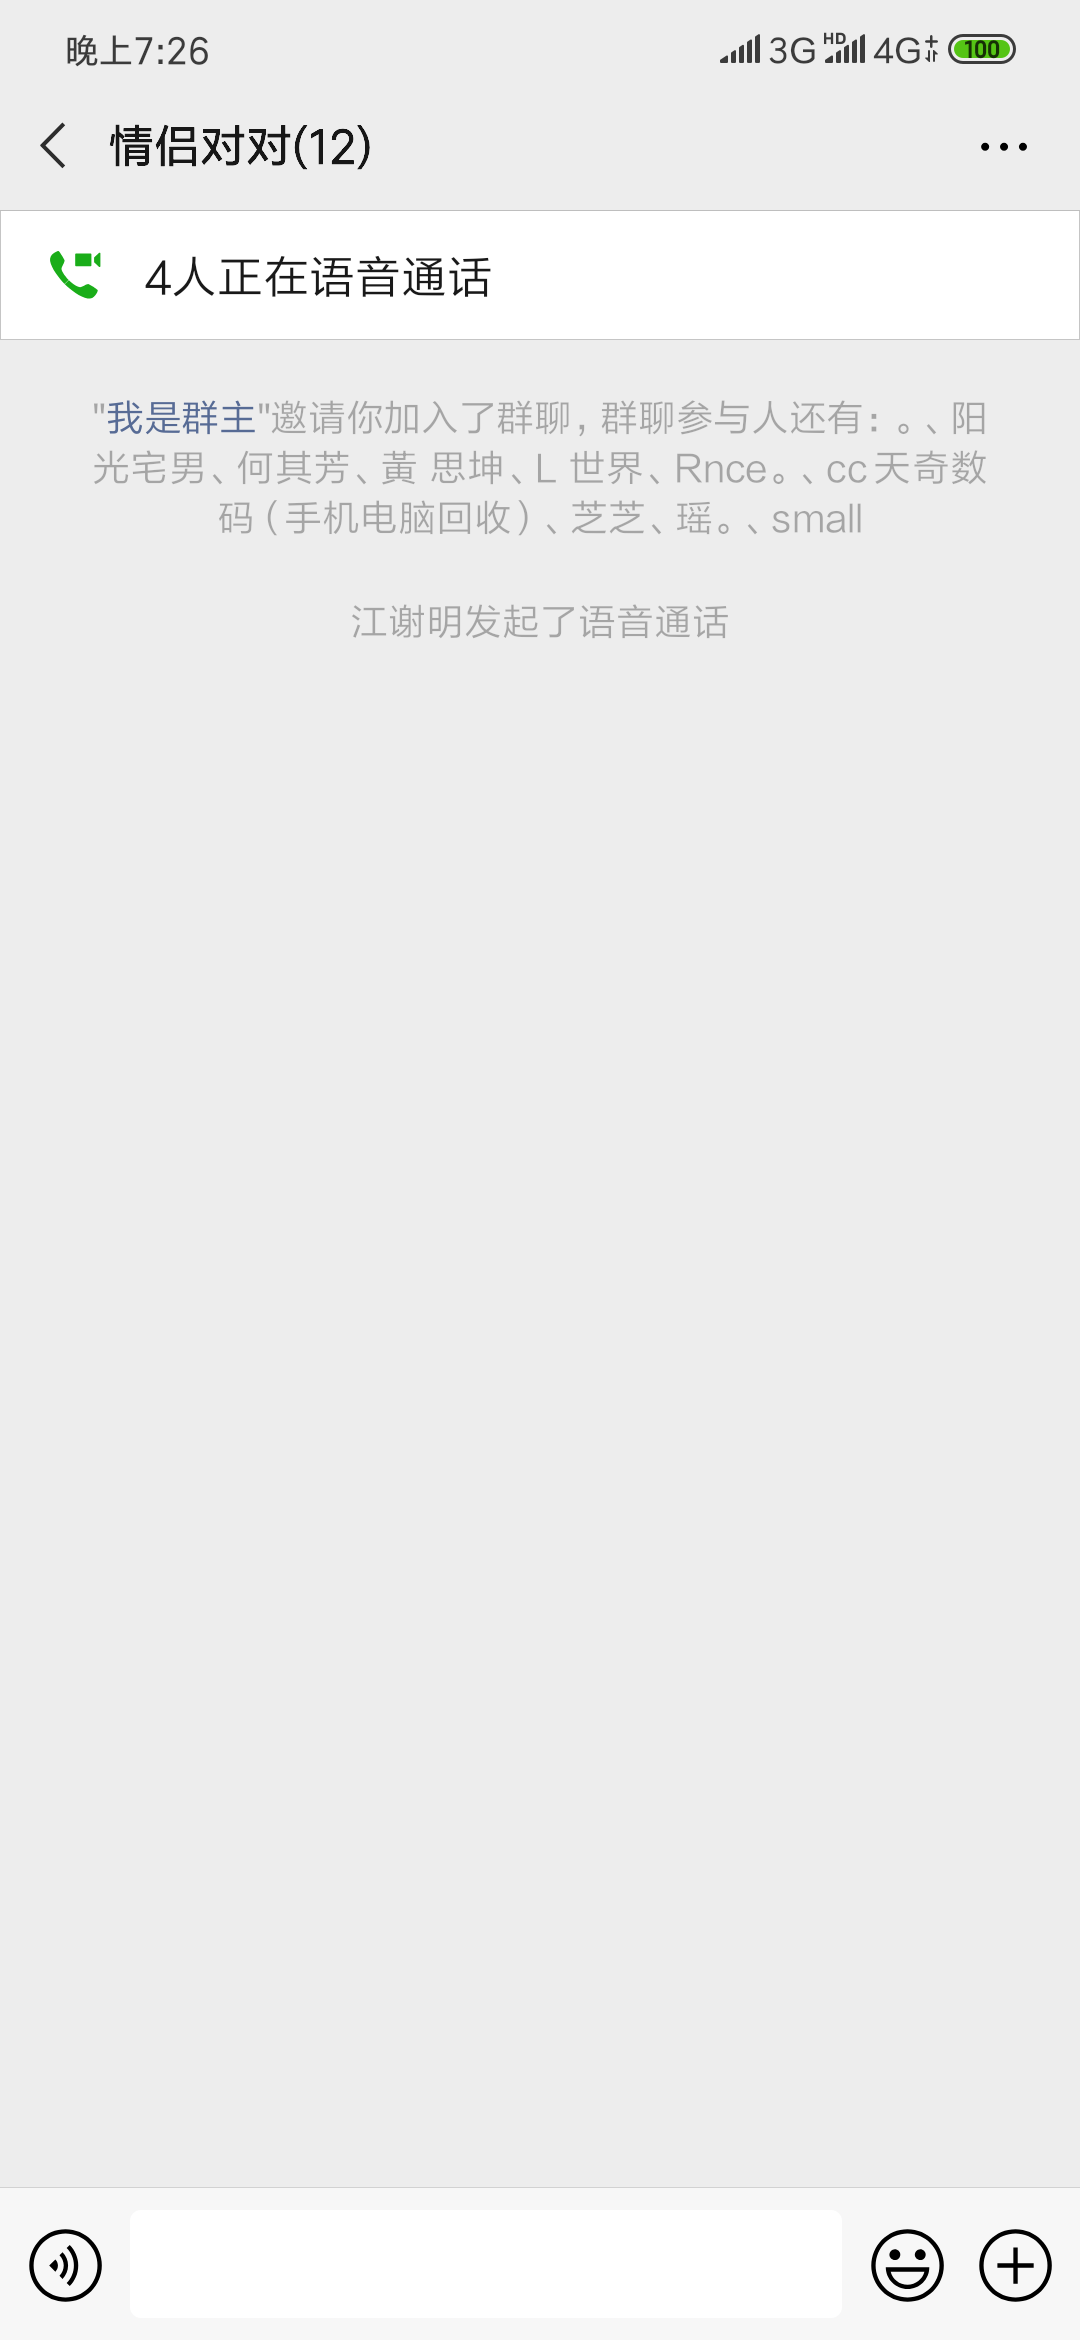 晚上7:26 3G HD 4G 100
情侣对对(12)
4人正在语音通话
"我是群主"邀请你加入了群聊，群聊参与人还有：。、阳
光宅男、何其芳、黃 思坤、L 世界、Rnce。、cc天奇数
码（手机电脑回收）、芝芝、瑶。、small
江谢明发起了语音通话